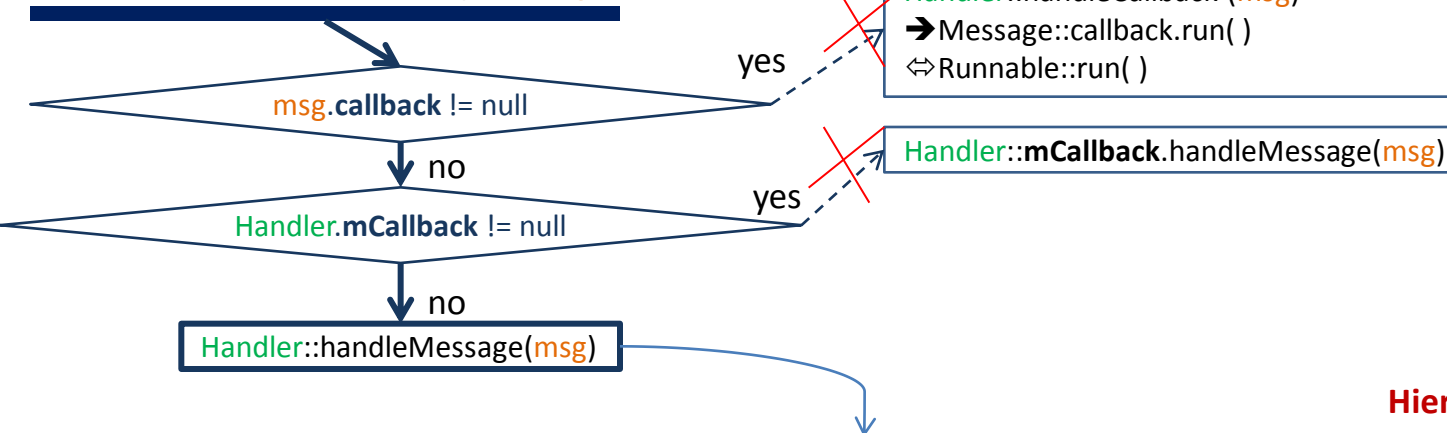 yes
➔Message::callback.run( )
⬄Runnable::run( )
msg.callback != null
no
Handler::mCallback.handleMessage(msg)
yes
Handler.mCallback != null
no
Handler::handleMessage(msg)
Hier